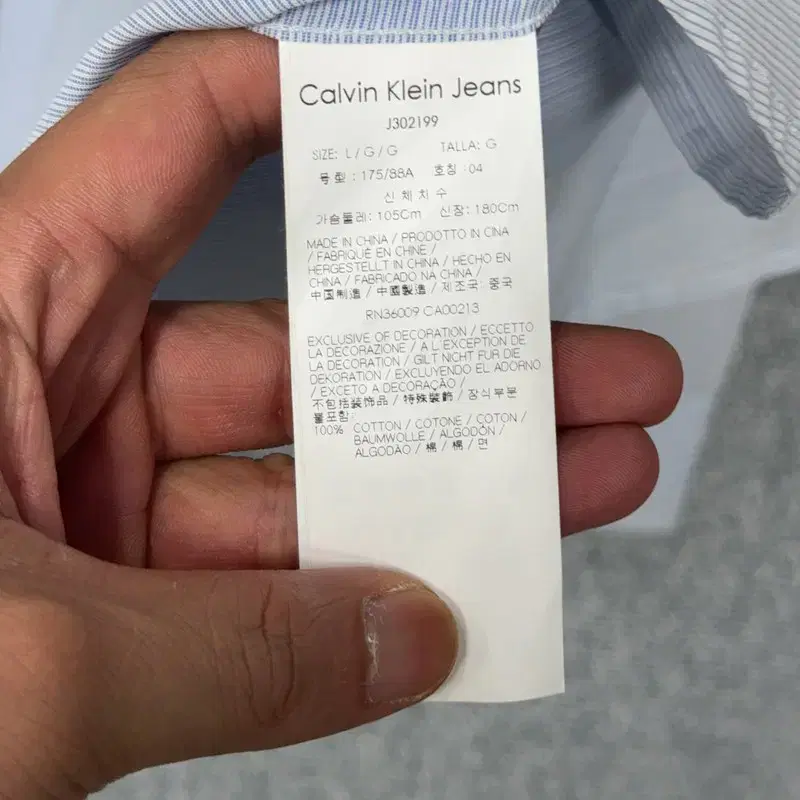 Calvin Klein Jeans
J302199
SIZE: L / G / G TALLA: G
号 型 : 175/88A 호칭 : 04
신 체 치 수
가슴둘레: 105Cm 신장: 180Cm
MADE IN CHINA / PRODOTTO IN CINA
/ FABRIQUÉ EN CHINE /
HERGESTELLT IN CHINA / HECHO EN
CHINA / FABRICADO NA CHINA /
中国制造 / 中國製造 / 제조국: 중국
RN36009 CA00213
EXCLUSIVE OF DECORATION / ECCETTO
LA DECORAZIONE / A L'EXCEPTION DE
LA DECORATION / GILT NICHT FUR DIE
DEKORATION / EXCLUYENDO EL ADORNO
/ EXCETO A DECORAÇÃO /
不包括装饰品 / 特殊裝飾 / 장식부분
불포함:
100% COTTON / COTONE / COTON /
BAUMWOLLE / ALGODÓN /
ALGODÃO / 棉 / 棉 / 면